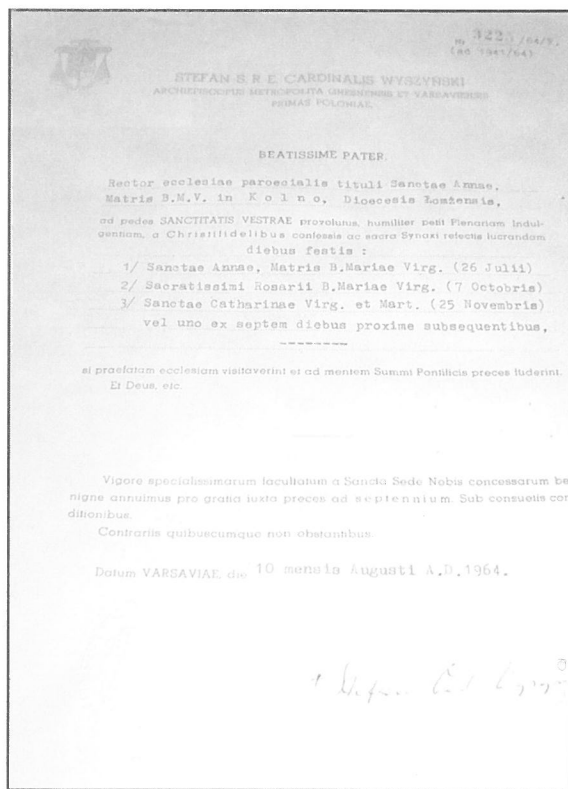 N. 3225/64/P.
(ad 1941/64)
STEFAN S. R. E. CARDINALIS WYSZYŃSKI
ARCHIEPISCOPUS METROPOLITA GNESNENSIS ET VARSAVIENSIS
PRIMAS POLONIAE
BEATISSIME PATER.
Rector ecclesiae paroecialis tituli Sanctae Annae,
Matris B.M.V. in K o l n o, Dioecesis Łomżensis,
ad pedes SANCTITATIS VESTRAE provolutus, humiliter petit Plenariam Indul-
gentiam, a Christifidelibus confessis ac sacra Synaxi refectis lucrandam
diebus festis :
1/ Sanctae Annae, Matris B.Mariae Virg. (26 Julii)
2/ Sacratissimi Rosarii B.Mariae Virg. (7 Octobris)
3/ Sanctae Catharinae Virg. et Mart. (25 Novembris)
vel uno ex septem diebus proxime subsequentibus,
--------
si praefatam ecclesiam visitaverint et ad mentem Summi Pontificis preces fuderint.
Et Deus, etc.
Vigore specialissimarum facultatum a Sancta Sede Nobis concessarum be
nigne annuimus pro gratia iuxta preces ad septennium. Sub consuetis con
ditionibus.
Contrariis quibuscumque non obstantibus.
Datum VARSAVIAE, die 10 mensis Augusti A.D.1964.